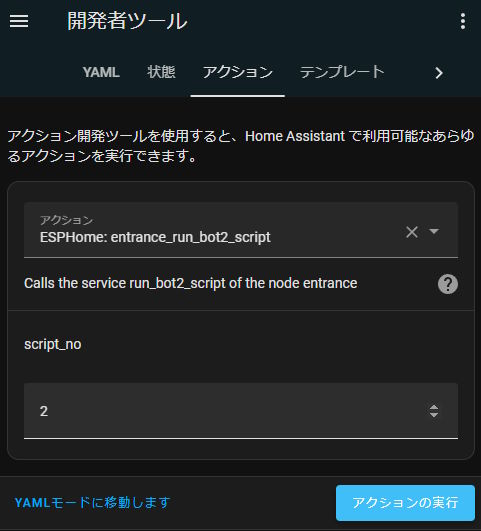 開発者ツール
YAML 状態 アクション テンプレート
アクション開発ツールを使用すると、Home Assistant で利用可能なあらゆ
るアクションを実行できます。
アクション
ESPHome: entrance_run_bot2_script
Calls the service run_bot2_script of the node entrance
script_no
2
YAMLモードに移動します アクションの実行